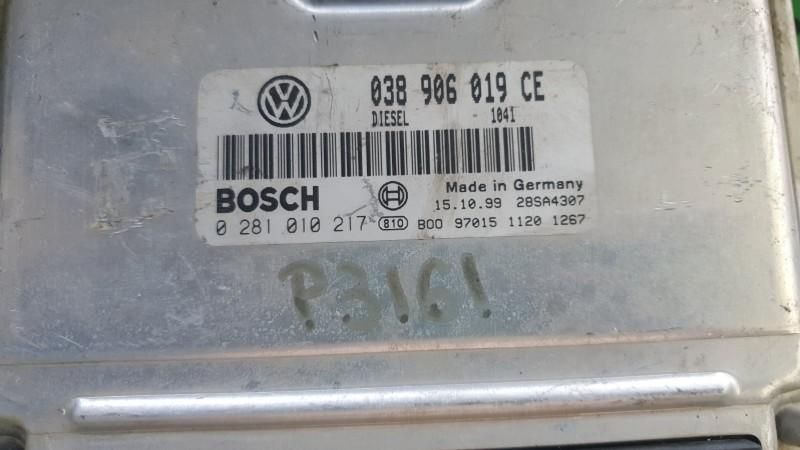 VW 038 906 019 CE
DIESEL 1041
BOSCH Made in Germany
15.10.99 28SA4307
0 281 010 217 810 B00 97015 1120 1267
P3161